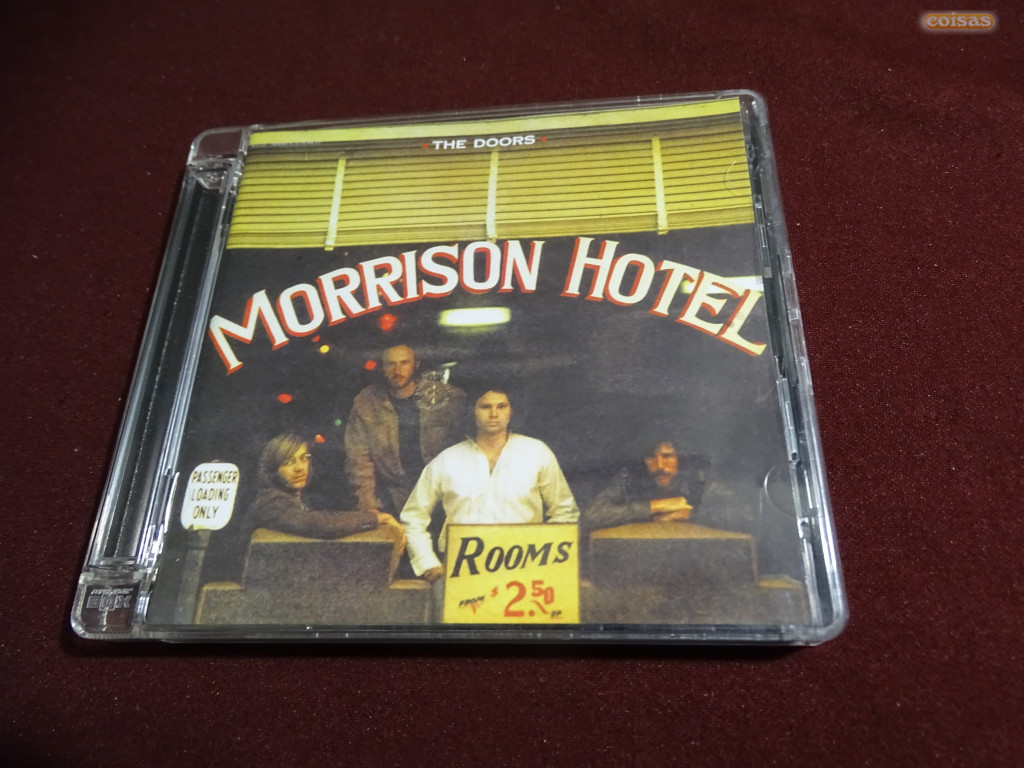 coisas
THE DOORS
MORRISON HOTEL
PASSENGER
LOADING
ONLY
ROOMS
FROM $2.50